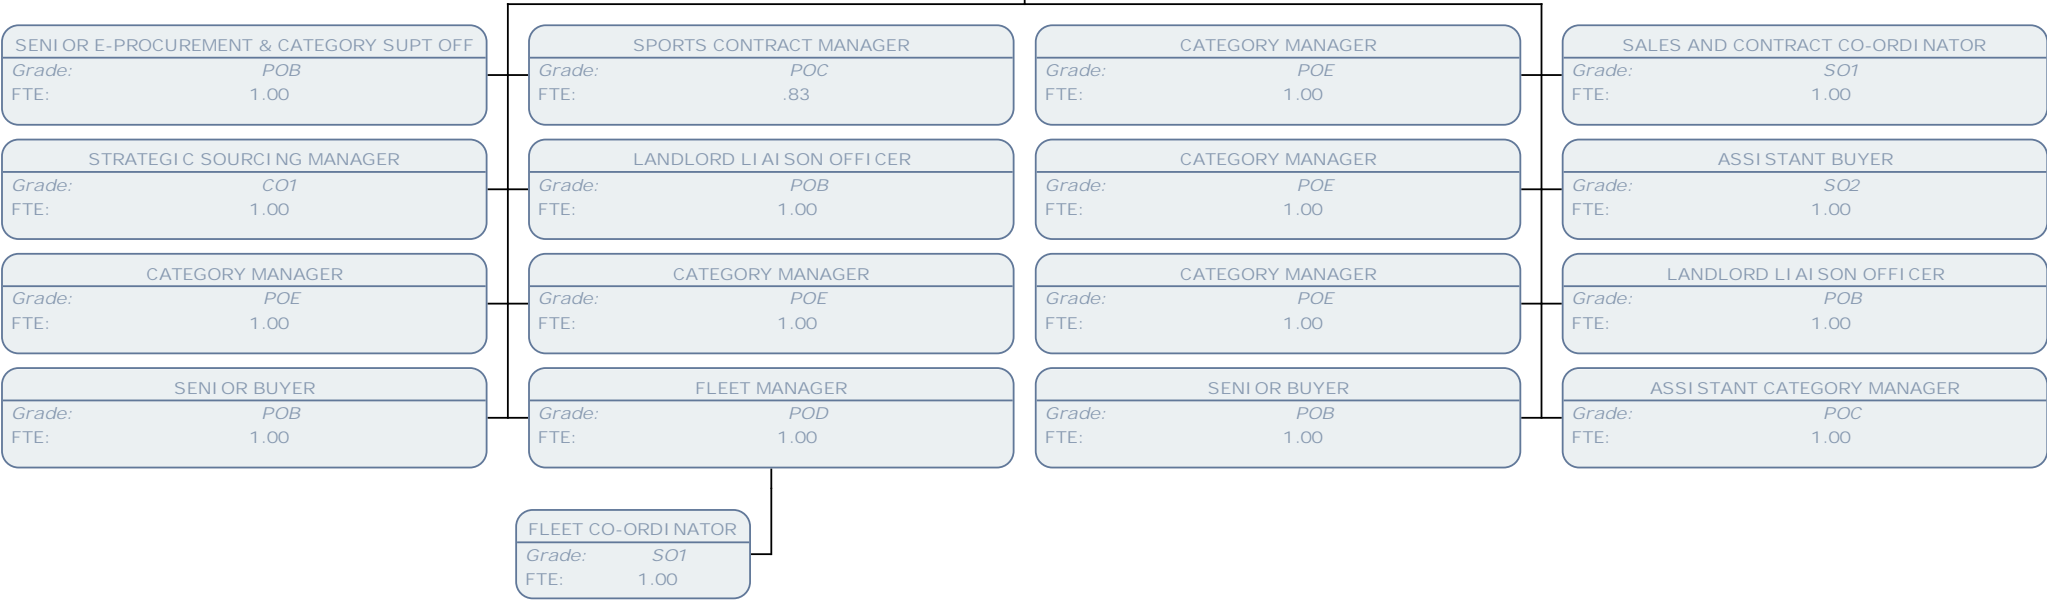 SENIOR E-PROCUREMENT & CATEGORY SUPT OFF
Grade: POB
FTE: 1.00
SPORTS CONTRACT MANAGER
Grade: POC
FTE: .83
CATEGORY MANAGER
Grade: POE
FTE: 1.00
SALES AND CONTRACT CO-ORDINATOR
Grade: SO1
FTE: 1.00
STRATEGIC SOURCING MANAGER
Grade: CO1
FTE: 1.00
LANDLORD LIAISON OFFICER
Grade: POB
FTE: 1.00
CATEGORY MANAGER
Grade: POE
FTE: 1.00
ASSISTANT BUYER
Grade: SO2
FTE: 1.00
CATEGORY MANAGER
Grade: POE
FTE: 1.00
CATEGORY MANAGER
Grade: POE
FTE: 1.00
CATEGORY MANAGER
Grade: POE
FTE: 1.00
LANDLORD LIAISON OFFICER
Grade: POB
FTE: 1.00
SENIOR BUYER
Grade: POB
FTE: 1.00
FLEET MANAGER
Grade: POD
FTE: 1.00
SENIOR BUYER
Grade: POB
FTE: 1.00
ASSISTANT CATEGORY MANAGER
Grade: POC
FTE: 1.00
FLEET CO-ORDINATOR
Grade: SO1
FTE: 1.00